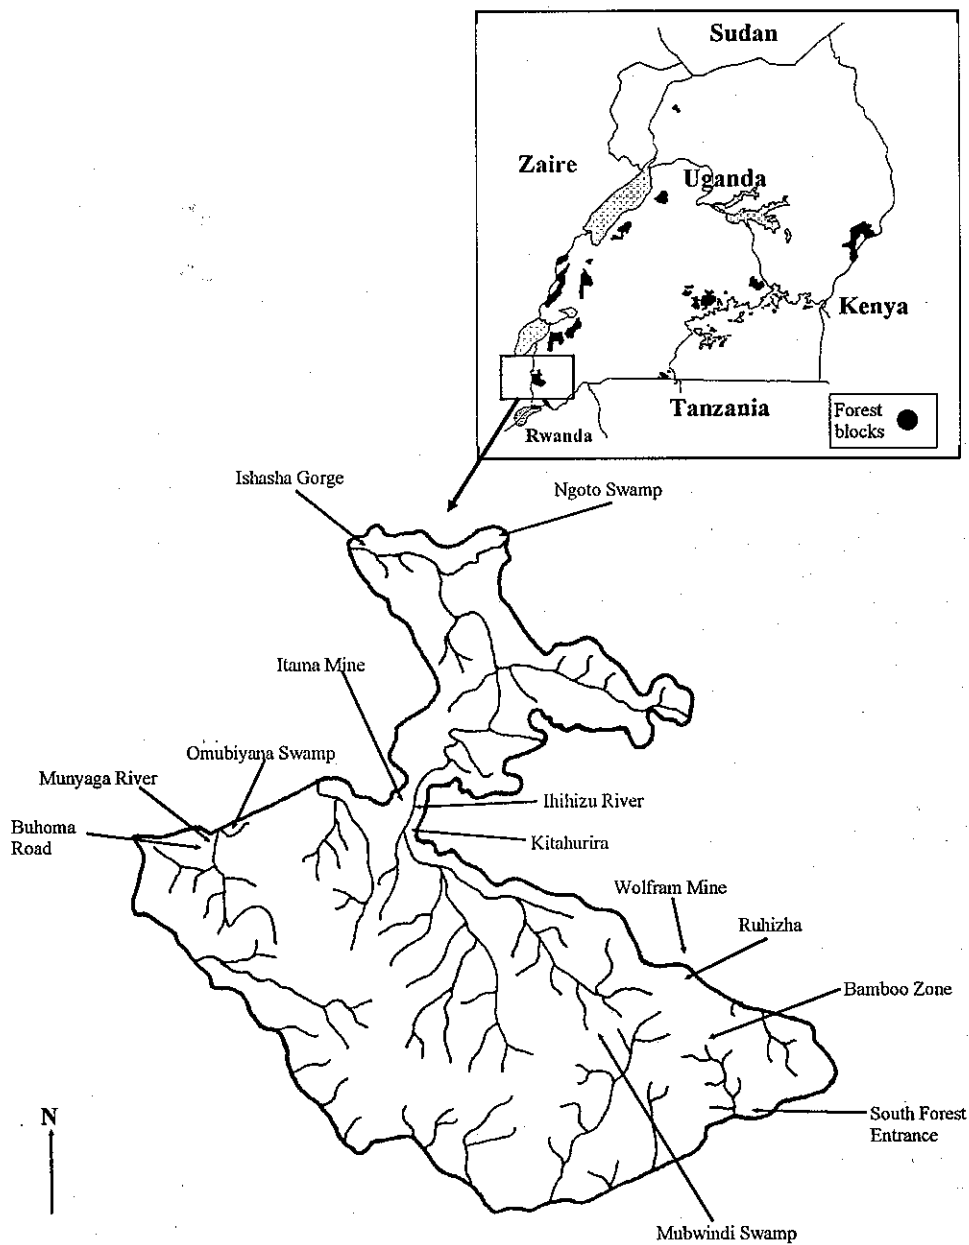 Sudan
Zaire
Uganda
Kenya
Tanzania
Rwanda
Forest
blocks
Ishasha Gorge
Ngoto Swamp
Itama Mine
Omubiyana Swamp
Munyaga River
Buhoma
Road
Ihihizu River
Kitahurira
Wolfram Mine
Ruhizha
Bamboo Zone
N
South Forest
Entrance
Mubwindi Swamp